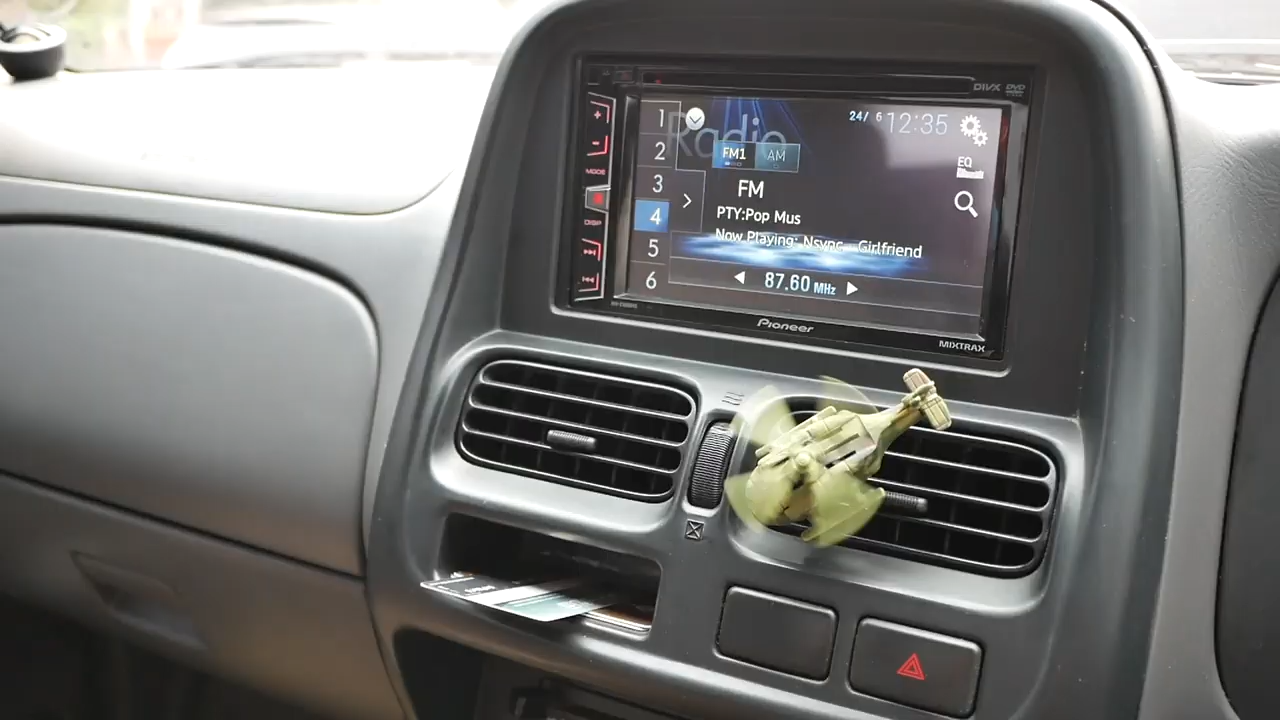 DIVX DVD
Radio
24/ 6 12:35
FM1 AM
EQ
FM
PTY:Pop Mus
Now Playing: Nsync - Girlfriend
87.60 MHz
1
2
3
4
5
6
+
-
MODE
DISP
Pioneer
MIXTRAX